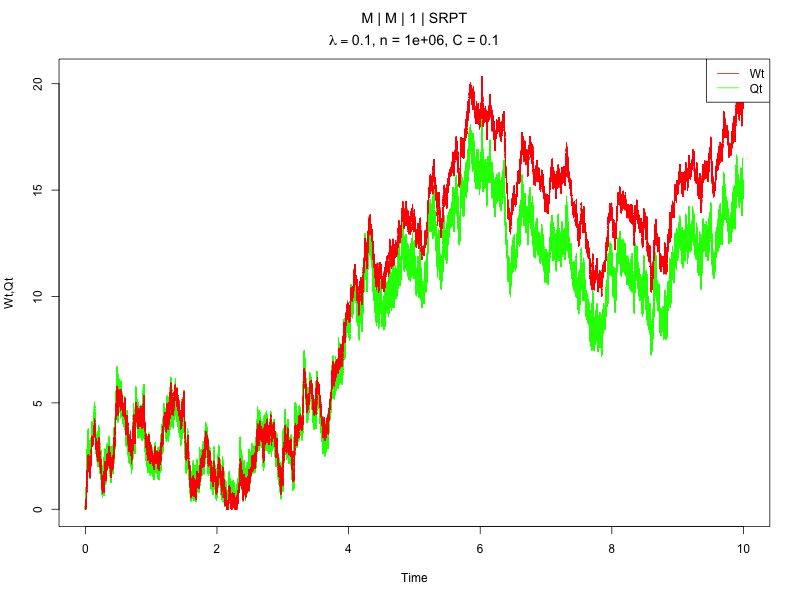 M | M | 1 | SRPT
λ = 0.1, n = 1e+06, C = 0.1
Wt
Qt
Wt,Qt
20
15
10
5
0
0 2 4 6 8 10
Time